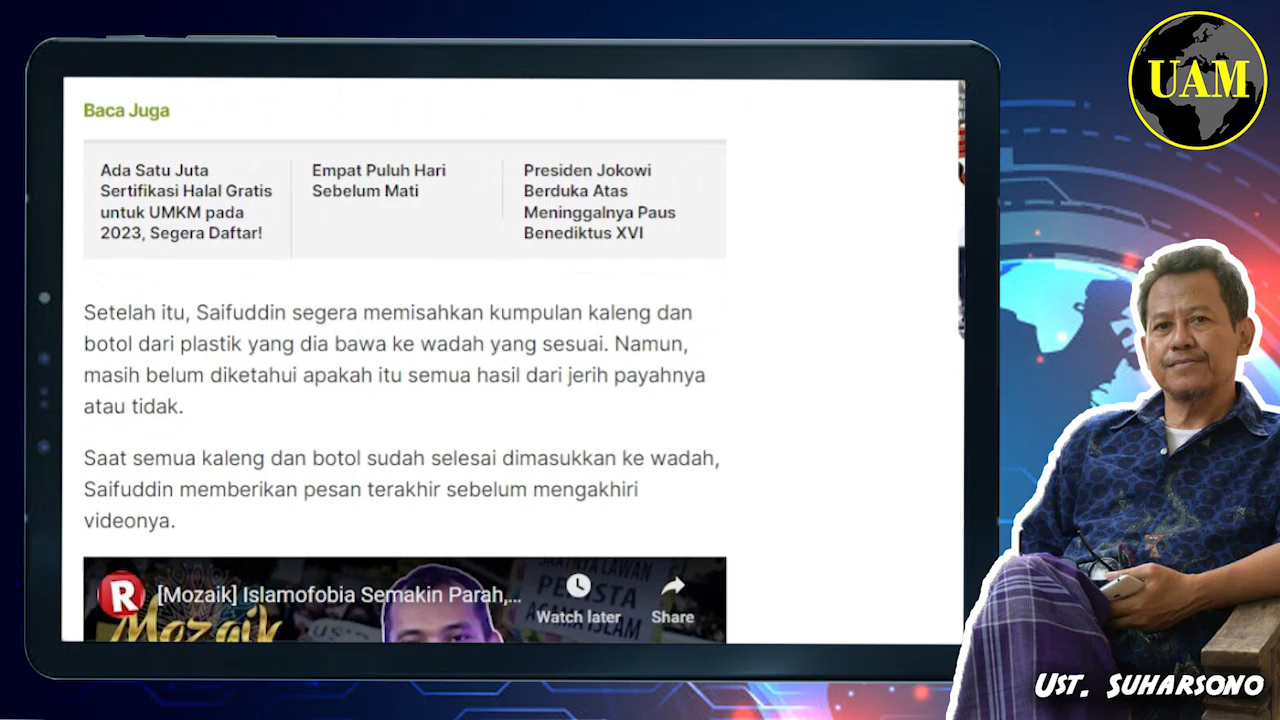 UAM
Baca Juga
Ada Satu Juta
Sertifikasi Halal Gratis
untuk UMKM pada
2023, Segera Daftar!
Empat Puluh Hari
Sebelum Mati
Presiden Jokowi
Berduka Atas
Meninggalnya Paus
Benediktus XVI
Setelah itu, Saifuddin segera memisahkan kumpulan kaleng dan
botol dari plastik yang dia bawa ke wadah yang sesuai. Namun,
masih belum diketahui apakah itu semua hasil dari jerih payahnya
atau tidak.
Saat semua kaleng dan botol sudah selesai dimasukkan ke wadah,
Saifuddin memberikan pesan terakhir sebelum mengakhiri
videonya.
R
[Mozaik] Islamofobia Semakin Parah,...
Watch later
Share
Mozaik
Ust. Suharsono